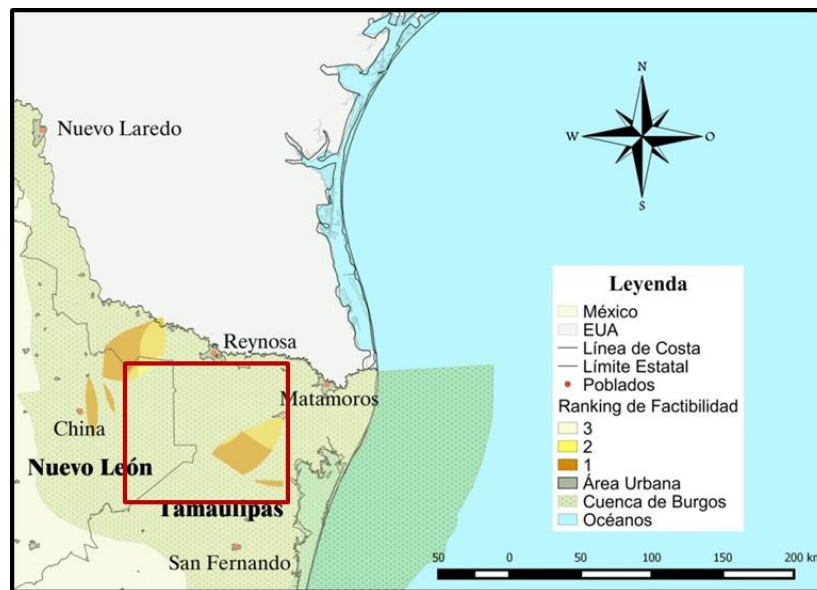 N
W
O
S
Nuevo Laredo
Reynosa
Matamoros
China
Nuevo León
Tamaulipas
San Fernando
Leyenda
México
EUA
Línea de Costa
Límite Estatal
Poblados
Ranking de Factibilidad
3
2
1
Área Urbana
Cuenca de Burgos
Océanos
50 0 50 100 150 200 km